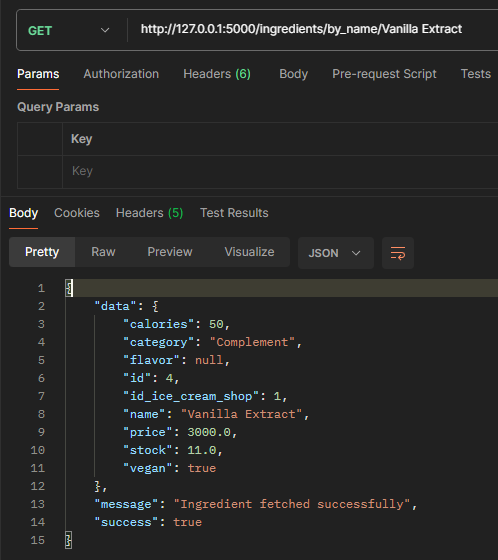 GET http://127.0.0.1:5000/ingredients/by_name/Vanilla Extract
Params Authorization Headers (6) Body Pre-request Script Tests
Query Params
Key
Key
Body Cookies Headers (5) Test Results
Pretty Raw Preview Visualize JSON
1 {
2 "data": {
3 "calories": 50,
4 "category": "Complement",
5 "flavor": null,
6 "id": 4,
7 "id_ice_cream_shop": 1,
8 "name": "Vanilla Extract",
9 "price": 3000.0,
10 "stock": 11.0,
11 "vegan": true
12 },
13 "message": "Ingredient fetched successfully",
14 "success": true
15 }